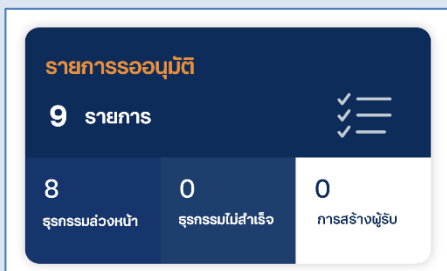 รายการรออนุมัติ
9 รายการ
8
ธุรกรรมล่วงหน้า
0
ธุรกรรมไม่สำเร็จ
0
การสร้างผู้รับ